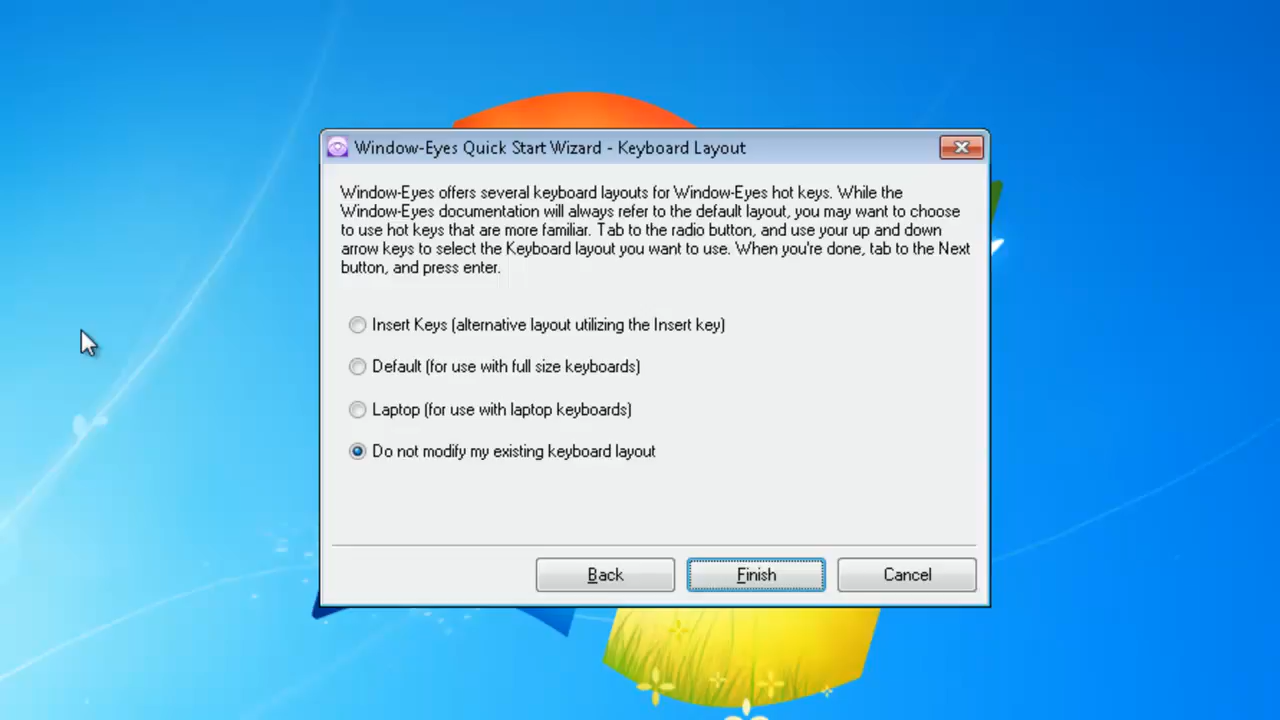 Window-Eyes Quick Start Wizard - Keyboard Layout
Window-Eyes offers several keyboard layouts for Window-Eyes hot keys. While the
Window-Eyes documentation will always refer to the default layout, you may want to choose
to use hot keys that are more familiar. Tab to the radio button, and use your up and down
arrow keys to select the Keyboard layout you want to use. When you're done, tab to the Next
button, and press enter.
Insert Keys (alternative layout utilizing the Insert key)
Default (for use with full size keyboards)
Laptop (for use with laptop keyboards)
Do not modify my existing keyboard layout
Back Finish Cancel